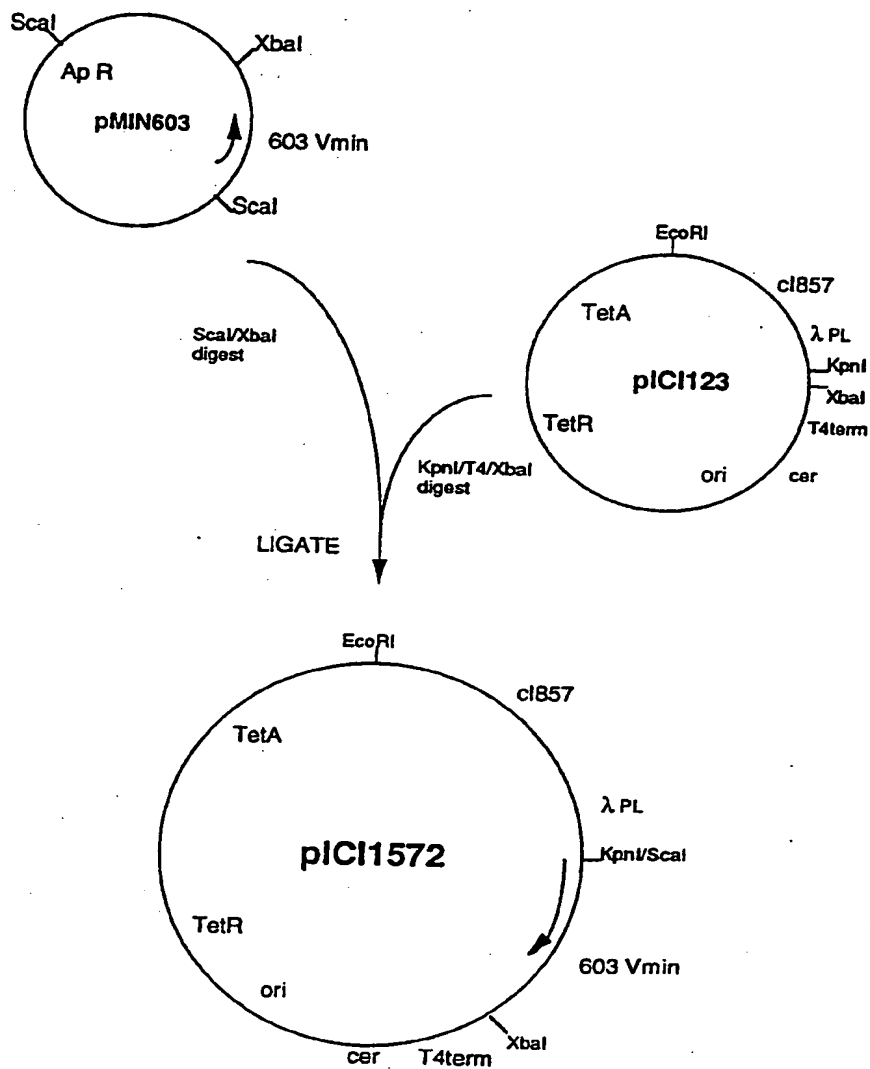 ScaI
XbaI
Ap R
pMIN603
603 Vmin
ScaI
EcoRI
cI857
TetA
λ PL
ScaI/XbaI
digest
KpnI
pICI123
XbaI
TetR
T4term
KpnI/T4/XbaI
digest
ori
cer
LIGATE
EcoRI
cI857
TetA
λ PL
pICI1572
KpnI/ScaI
TetR
603 Vmin
ori
XbaI
cer
T4term